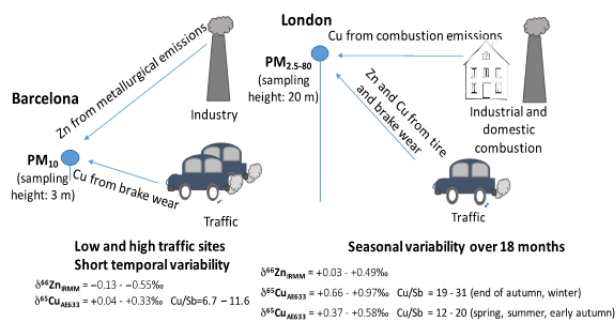 London
Cu from combustion emissions
PM2.5-80
(sampling
height: 20 m)
Zn and Cu from tire
and brake wear
Industrial and
domestic
combustion
Traffic
Barcelona
Zn from metallurgical emissions
Industry
PM10
(sampling
height: 3 m)
Cu from brake wear
Traffic
Low and high traffic sites
Short temporal variability
δ66ZnIRMM = −0.13 - −0.55‰
δ65CuAE633 = +0.04 - +0.33‰ Cu/Sb=6.7 – 11.6
Seasonal variability over 18 months
δ66ZnIRMM = +0.03 - +0.49‰
δ65CuAE633 = +0.66 - +0.97‰ Cu/Sb = 19 - 31 (end of autumn, winter)
δ65CuAE633 = +0.37 - +0.58‰ Cu/Sb = 12 - 20 (spring, summer, early autumn)